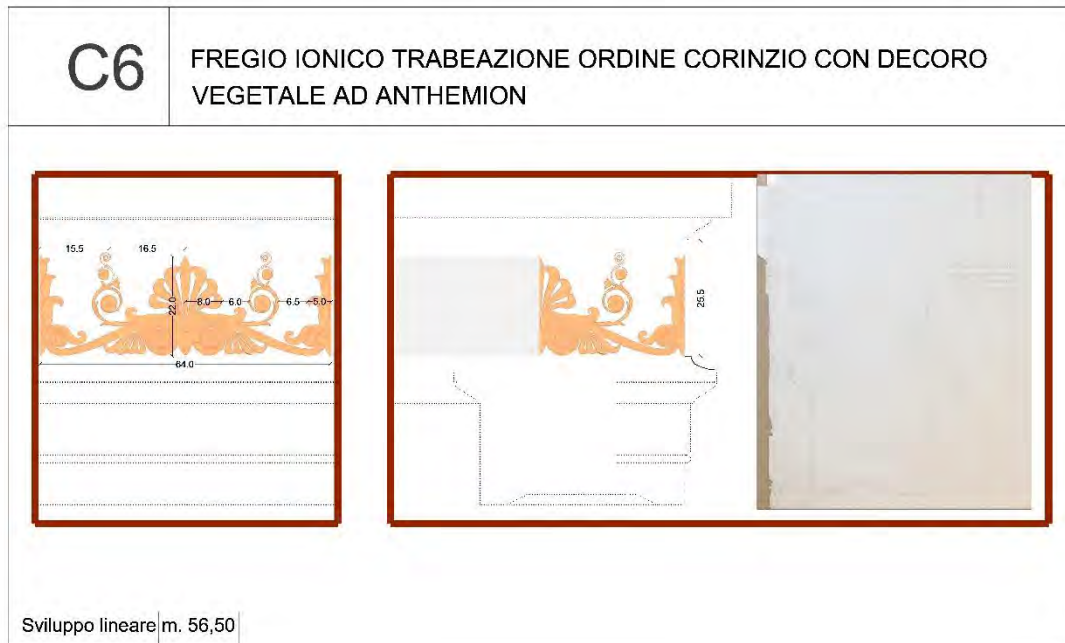 C6
FREGIO IONICO TRABEAZIONE ORDINE CORINZIO CON DECORO
VEGETALE AD ANTHEMION
15.5 16.5
22.0 8.0 6.0 6.5 5.0
64.0
25.5
Sviluppo lineare m. 56,50